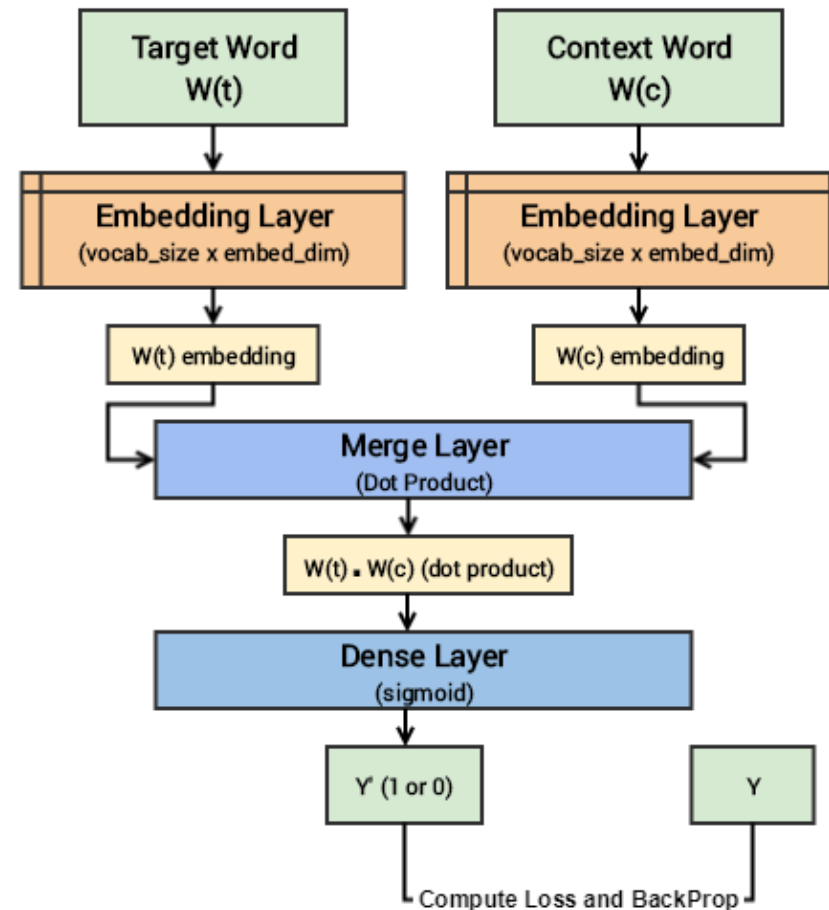 Target Word
W(t)
Context Word
W(c)
Embedding Layer
(vocab_size x embed_dim)
Embedding Layer
(vocab_size x embed_dim)
W(t) embedding
W(c) embedding
Merge Layer
(Dot Product)
W(t) . W(c) (dot product)
Dense Layer
(sigmoid)
Y' (1 or 0)
Y
Compute Loss and BackProp